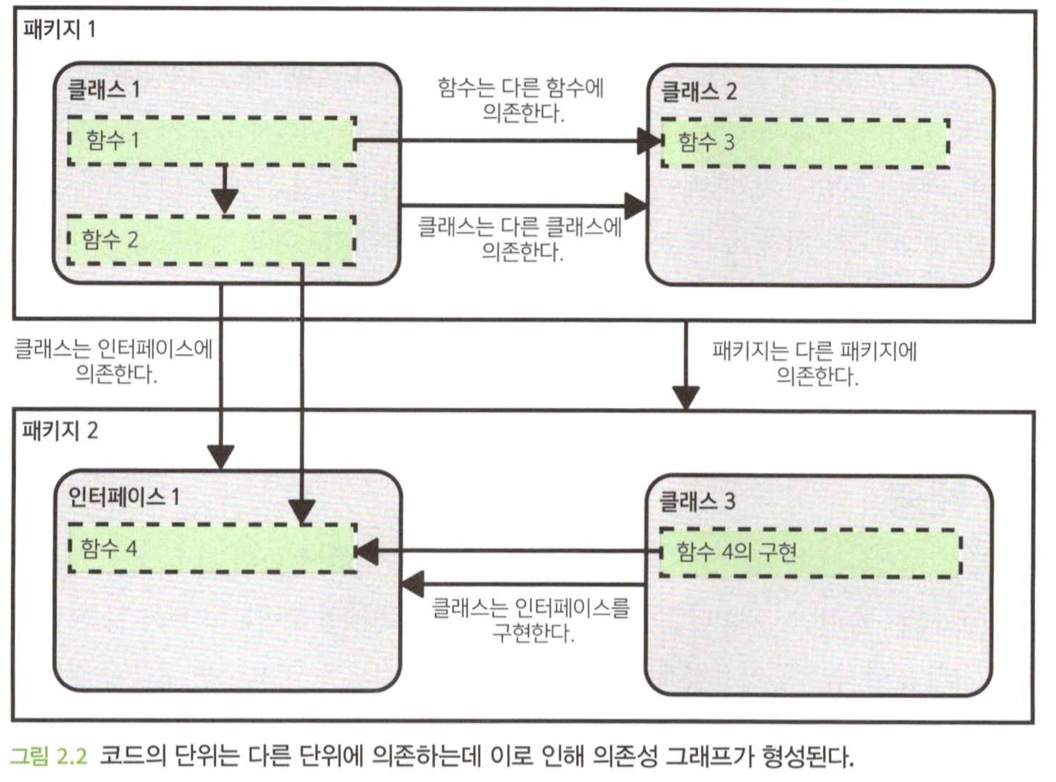 패키지 1
클래스 1
함수 1
함수 2
함수는 다른 함수에
의존한다.
클래스는 다른 클래스에
의존한다.
클래스 2
함수 3
클래스는 인터페이스에
의존한다.
패키지는 다른 패키지에
의존한다.
패키지 2
인터페이스 1
함수 4
클래스는 인터페이스를
구현한다.
클래스 3
함수 4의 구현
그림 2.2 코드의 단위는 다른 단위에 의존하는데 이로 인해 의존성 그래프가 형성된다.